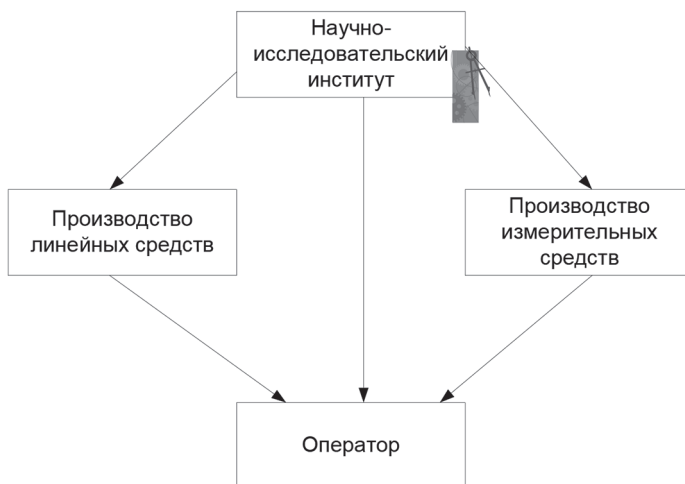 Научно-
исследовательский
институт
Производство
линейных средств
Производство
измерительных
средств
Оператор